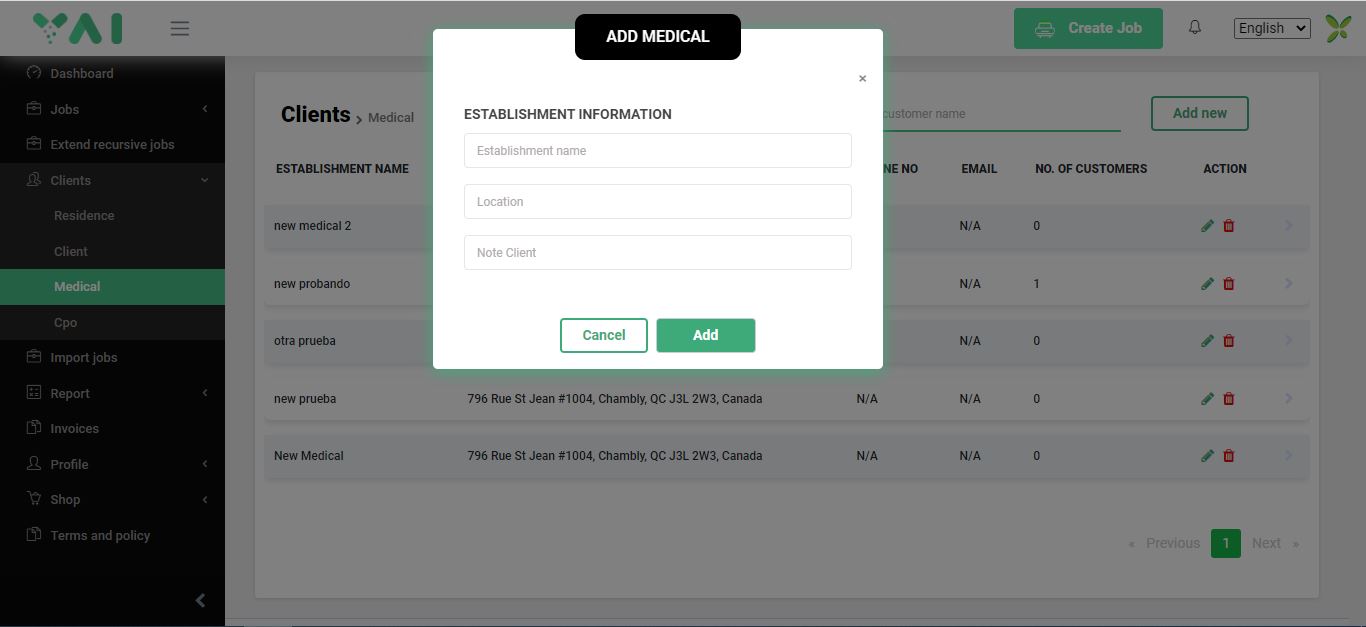 YAI
Create Job
English
ADD MEDICAL
×
ESTABLISHMENT INFORMATION
Establishment name
Location
Note Client
Cancel
Add
Dashboard
Jobs
Extend recursive jobs
Clients
Residence
Client
Medical
Cpo
Import jobs
Report
Invoices
Profile
Shop
Terms and policy
Clients > Medical
customer name
Add new
ESTABLISHMENT NAME NE NO EMAIL NO. OF CUSTOMERS ACTION
new medical 2 N/A 0
new probando N/A 1
otra prueba N/A 0
new prueba 796 Rue St Jean #1004, Chambly, QC J3L 2W3, Canada N/A N/A 0
New Medical 796 Rue St Jean #1004, Chambly, QC J3L 2W3, Canada N/A N/A 0
« Previous 1 Next »